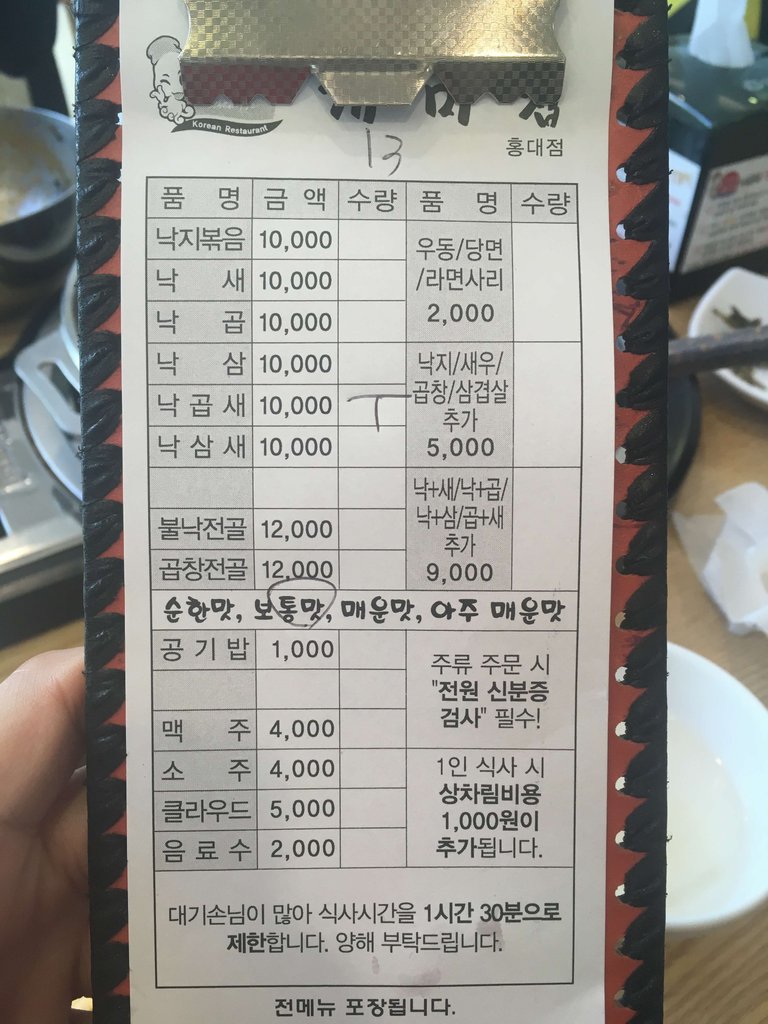 Korean Restaurant
홍대점
13
품 명 금 액 수량 품 명 수량
낙지볶음 10,000
낙 새 10,000
낙 곱 10,000
우동/당면
/라면사리
2,000
낙 삼 10,000
낙 곱 새 10,000 T
낙 삼 새 10,000
낙지/새우/
곱창/삼겹살
추가
5,000
불낙전골 12,000
곱창전골 12,000
낙+새/낙+곱/
낙+삼/곱+새
추가
9,000
순한맛, 보통맛, 매운맛, 아주 매운맛
공 기 밥 1,000
맥 주 4,000
주류 주문 시
"전원 신분증
검사" 필수!
소 주 4,000
클라우드 5,000
음 료 수 2,000
1인 식사 시
상차림비용
1,000원이
추가됩니다.
대기손님이 많아 식사시간을 1시간 30분으로
제한합니다. 양해 부탁드립니다.
전메뉴 포장됩니다.